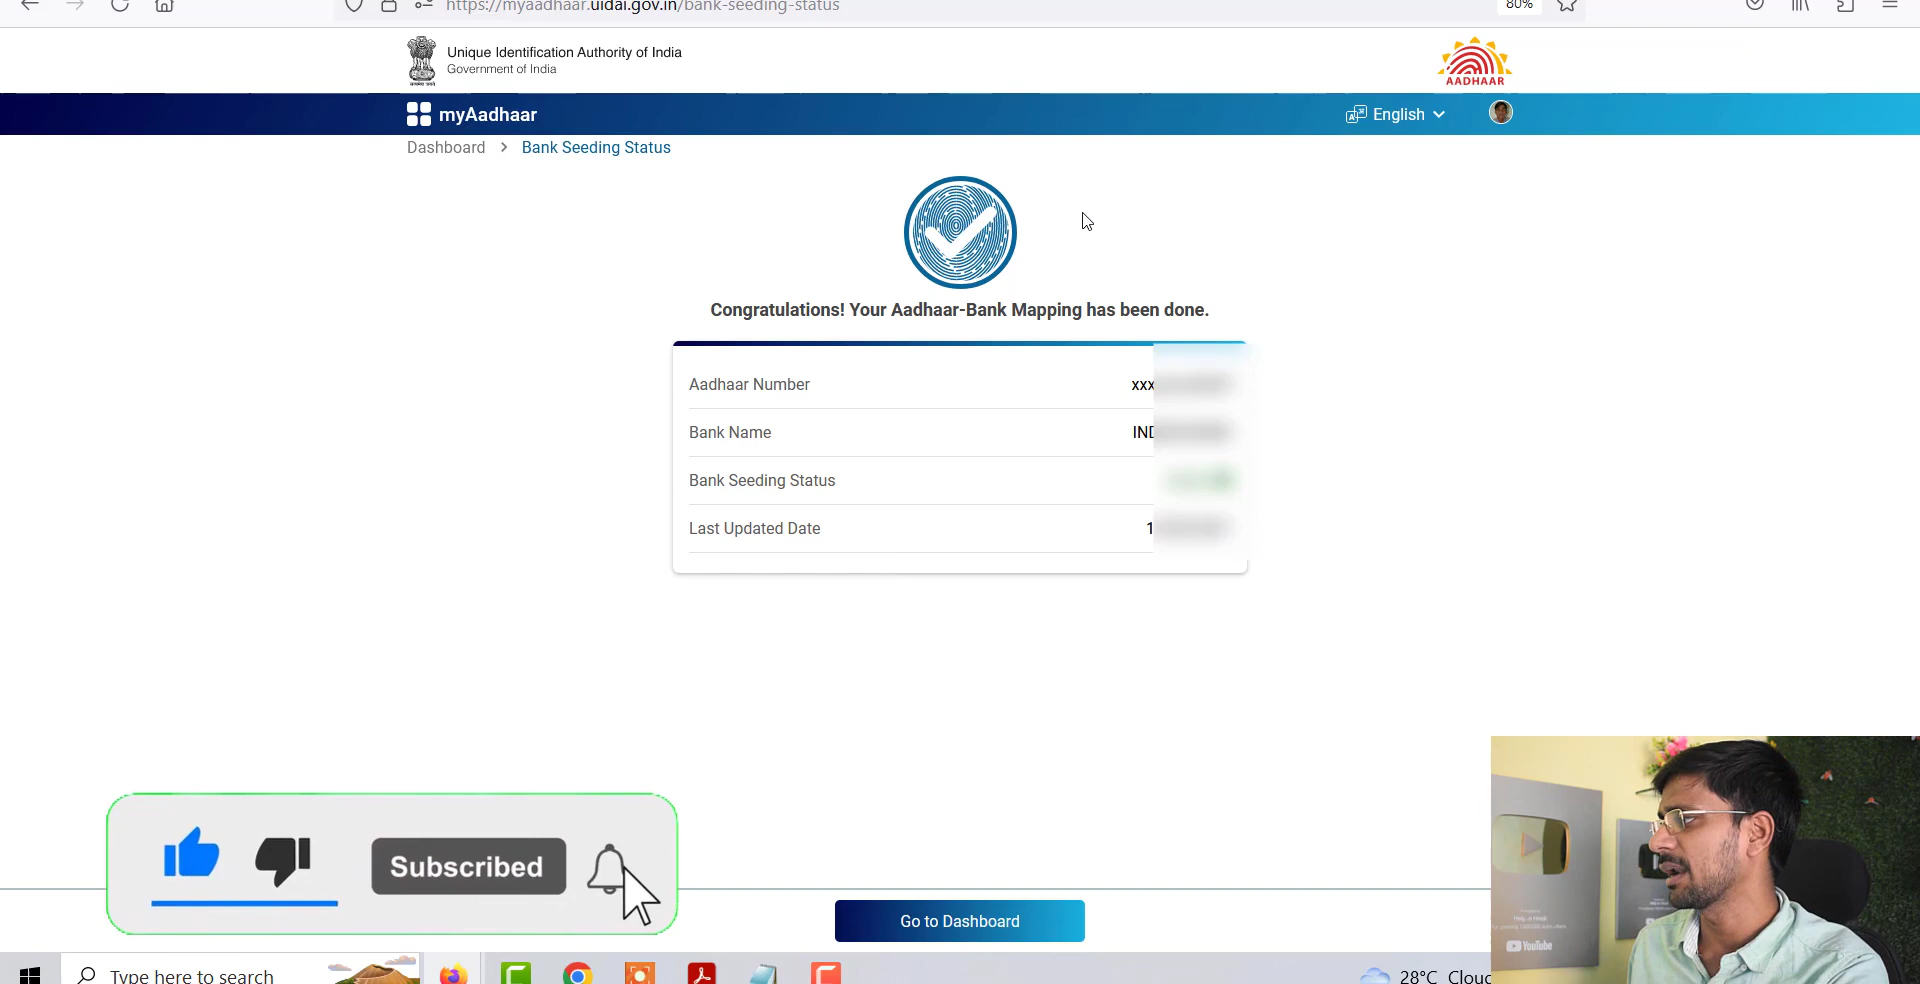 https://myaadhaar.uidai.gov.in/bank-seeding-status
80%
Unique Identification Authority of India
Government of India
AADHAAR
myAadhaar
English
Dashboard > Bank Seeding Status
Congratulations! Your Aadhaar-Bank Mapping has been done.
Aadhaar Number xxx
Bank Name IND
Bank Seeding Status
Last Updated Date 1
Subscribed
Go to Dashboard
YouTube
Type here to search
28°C